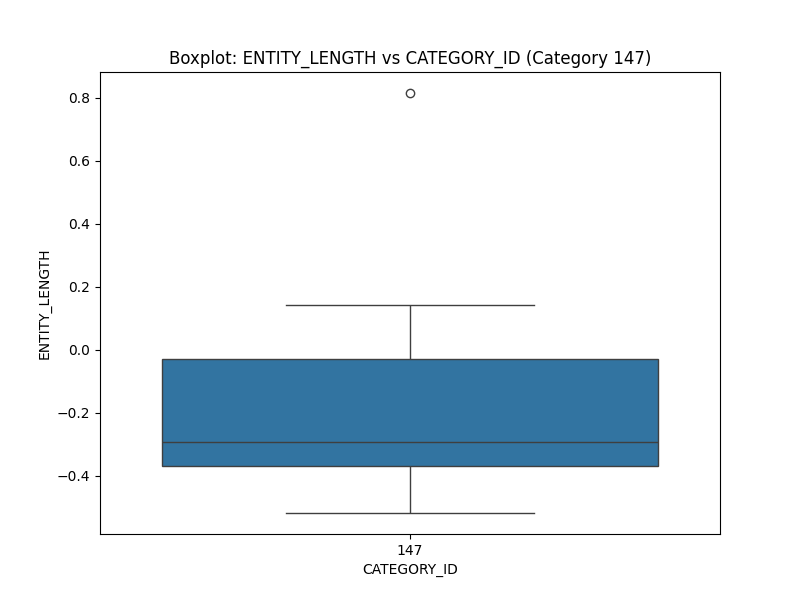 Boxplot: ENTITY_LENGTH vs CATEGORY_ID (Category 147)
0.8
0.6
0.4
0.2
0.0
−0.2
−0.4
ENTITY_LENGTH
147
CATEGORY_ID